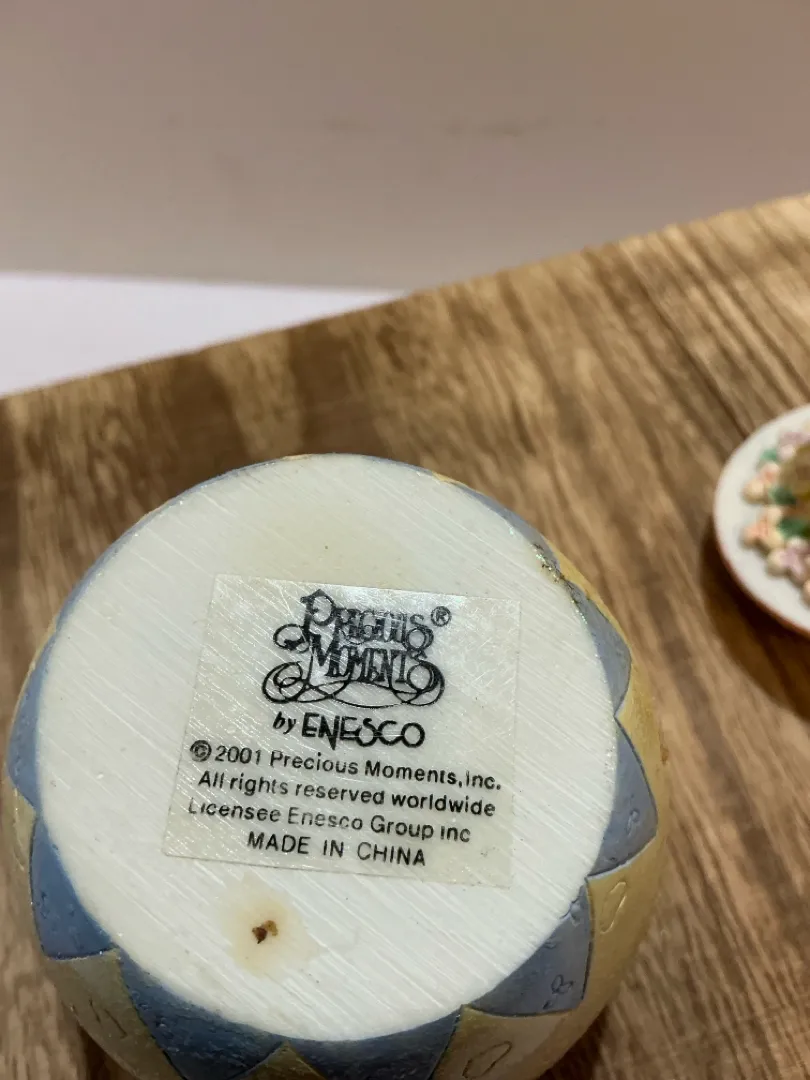 PRECIOUS ®
MOMENTS
by ENESCO
©2001 Precious Moments, Inc.
All rights reserved worldwide
Licensee Enesco Group Inc
MADE IN CHINA